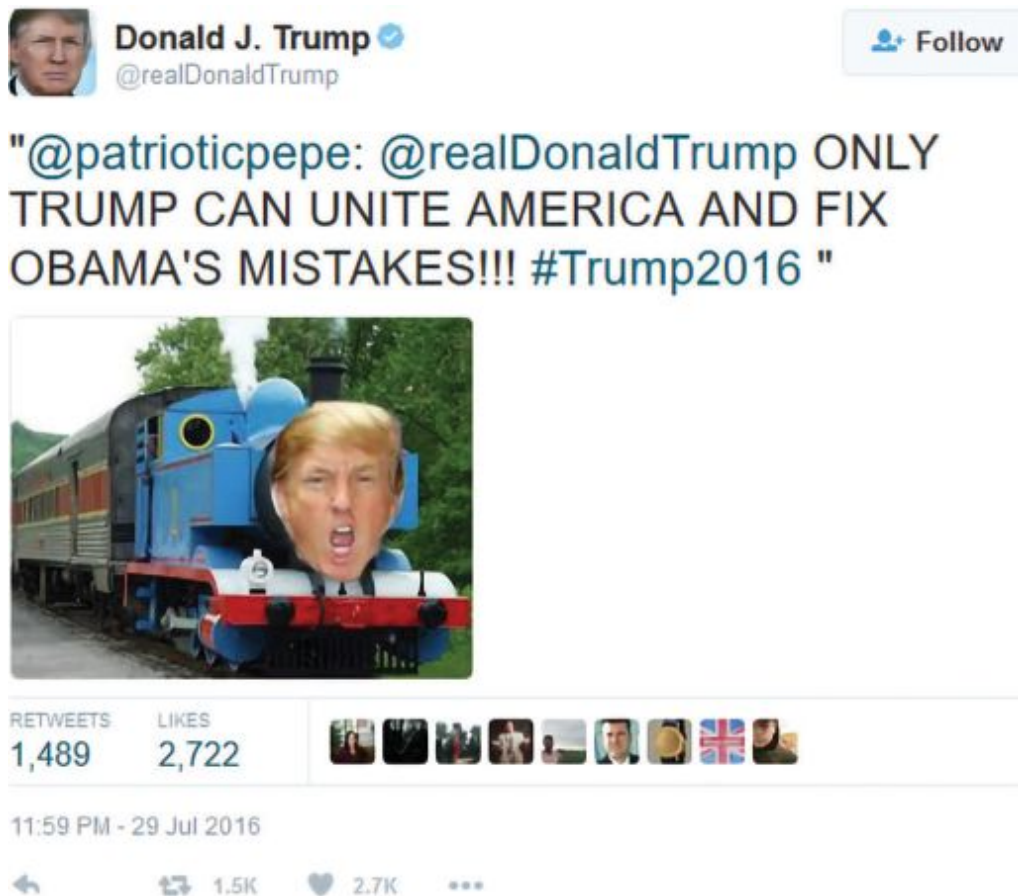 Donald J. Trump
Follow
@realDonaldTrump
"@patrioticpepe: @realDonaldTrump ONLY
TRUMP CAN UNITE AMERICA AND FIX
OBAMA'S MISTAKES!!! #Trump2016 "
RETWEETS LIKES
1,489 2,722
11:59 PM - 29 Jul 2016
1.5K 2.7K